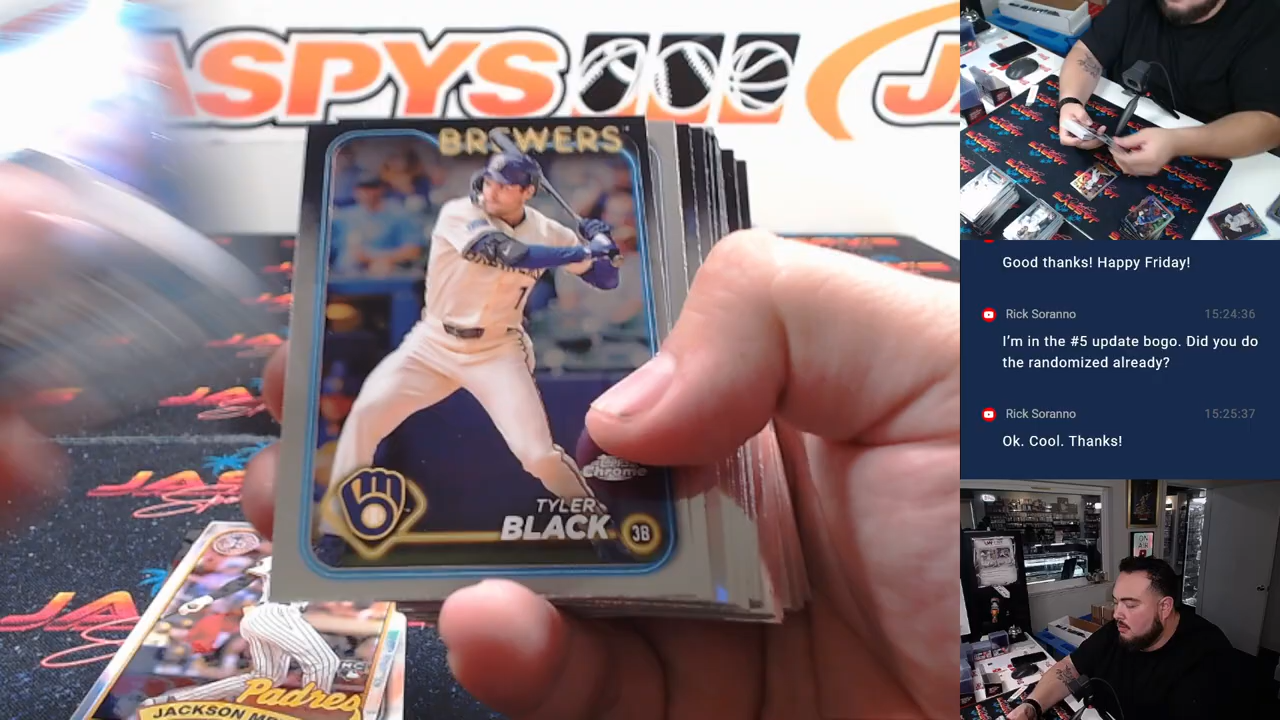 ASPYS
J
BREWERS
Chrome
TYLER
BLACK
3B
Padres
JACKSON
Good thanks! Happy Friday!
Rick Soranno 15:24:36
I'm in the #5 update bogo. Did you do
the randomized already?
Rick Soranno 15:25:37
Ok. Cool. Thanks!